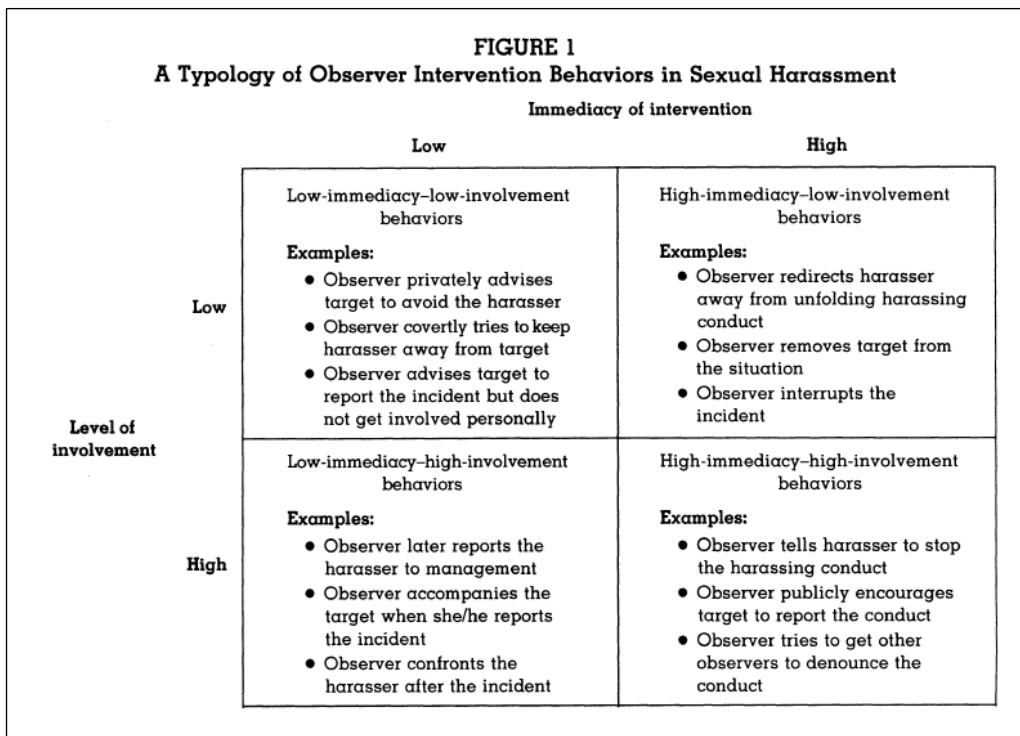 FIGURE 1
A Typology of Observer Intervention Behaviors in Sexual Harassment
Immediacy of intervention
Low
High
Level of
involvement
Low
Low-immediacy–low-involvement
behaviors
Examples:
● Observer privately advises
target to avoid the harasser
● Observer covertly tries to keep
harasser away from target
● Observer advises target to
report the incident but does
not get involved personally
High-immediacy–low-involvement
behaviors
Examples:
● Observer redirects harasser
away from unfolding harassing
conduct
● Observer removes target from
the situation
● Observer interrupts the
incident
High
Low-immediacy–high-involvement
behaviors
Examples:
● Observer later reports the
harasser to management
● Observer accompanies the
target when she/he reports
the incident
● Observer confronts the
harasser after the incident
High-immediacy–high-involvement
behaviors
Examples:
● Observer tells harasser to stop
the harassing conduct
● Observer publicly encourages
target to report the conduct
● Observer tries to get other
observers to denounce the
conduct